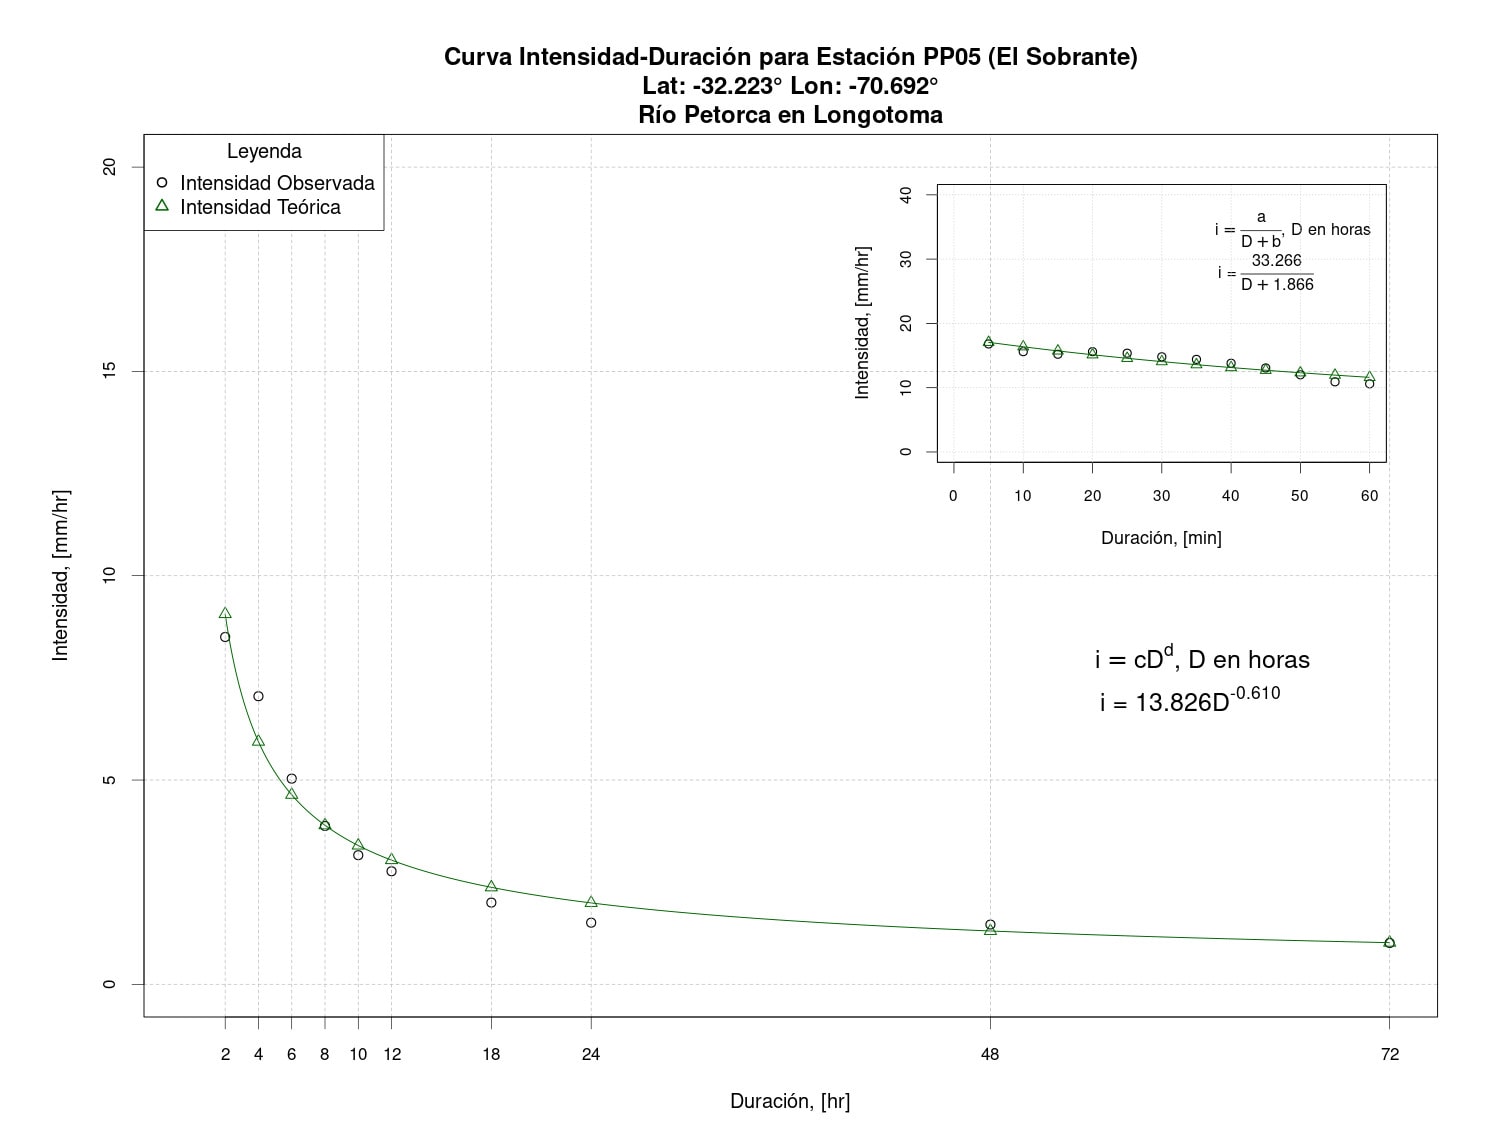 Curva Intensidad-Duración para Estación PP05 (El Sobrante)
Lat: -32.223° Lon: -70.692°
Río Petorca en Longotoma
Leyenda
Intensidad Observada
Intensidad Teórica
Intensidad, [mm/hr]
20
15
10
5
0
2 4 6 8 10 12 18 24 48 72
Duración, [hr]
Intensidad, [mm/hr]
40
30
20
10
0
i = a / D + b, D en horas
i = 33.266 / D + 1.866
0 10 20 30 40 50 60
Duración, [min]
i = cD^d, D en horas
i = 13.826D^-0.610